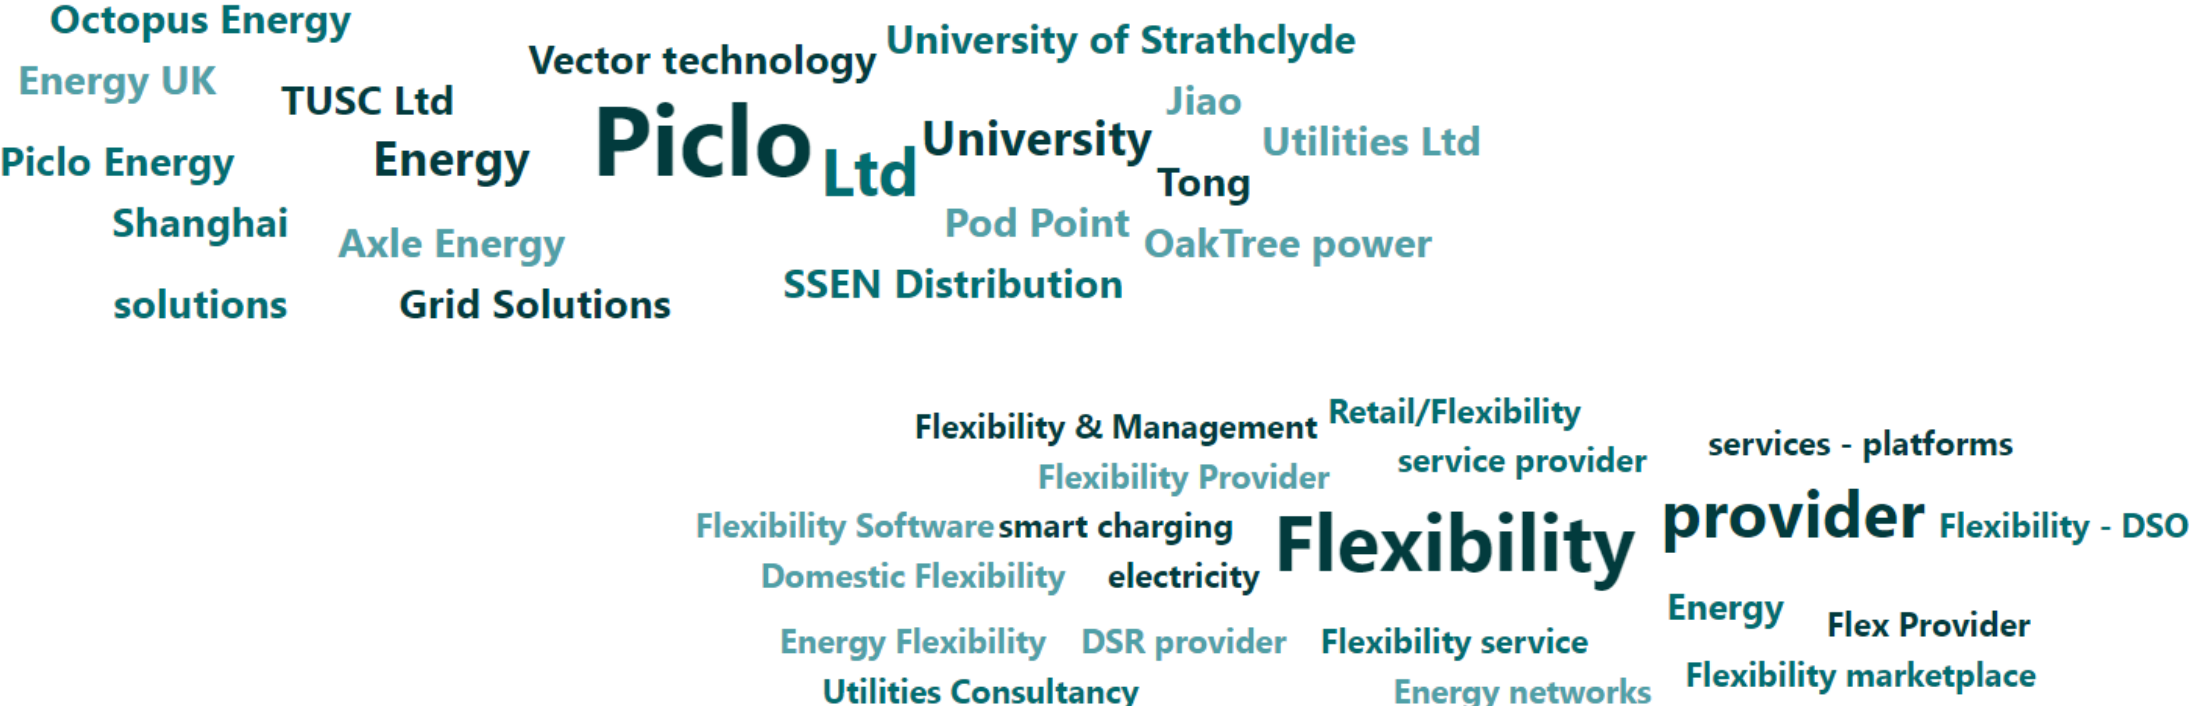 Octopus Energy
Vector technology
University of Strathclyde
Energy UK
TUSC Ltd
Jiao
Piclo Energy
Energy
Piclo
Ltd
University
Utilities Ltd
Tong
Shanghai
Axle Energy
Pod Point
OakTree power
SSEN Distribution
solutions
Grid Solutions
Flexibility & Management
Retail/Flexibility
services - platforms
Flexibility Provider
service provider
Flexibility Software
smart charging
Flexibility
provider
Flexibility - DSO
Domestic Flexibility
electricity
Energy
Flex Provider
Energy Flexibility
DSR provider
Flexibility service
Flexibility marketplace
Utilities Consultancy
Energy networks